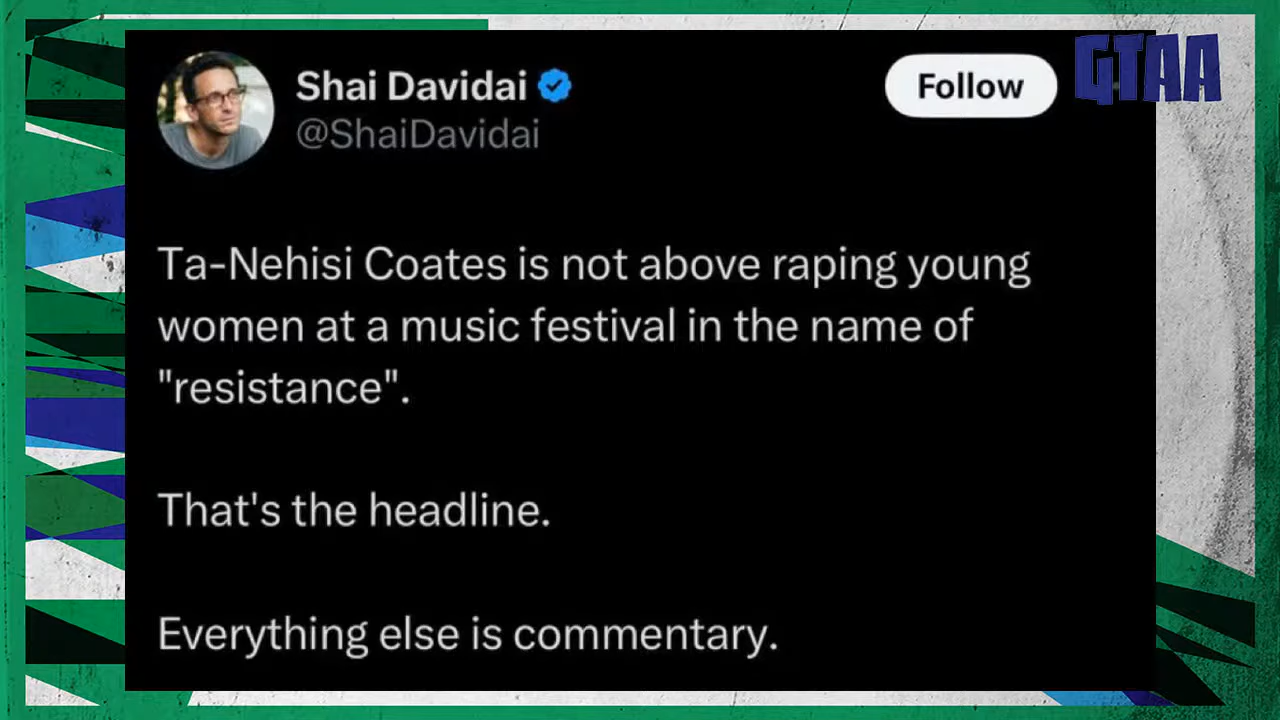 Shai Davidai
Follow
GTAA
@ShaiDavidai
Ta-Nehisi Coates is not above raping young
women at a music festival in the name of
"resistance".
That's the headline.
Everything else is commentary.